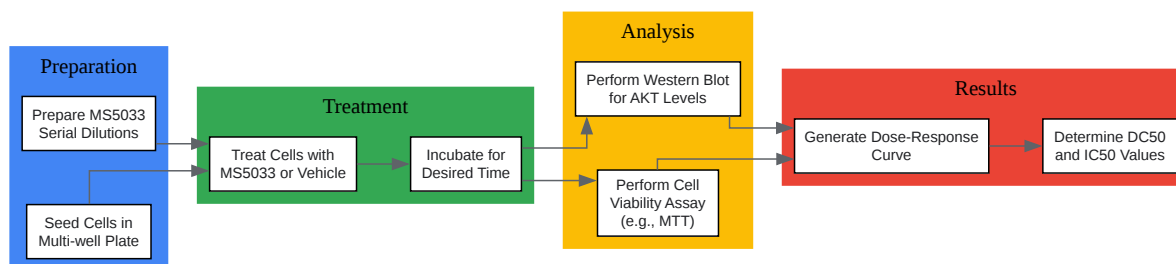 Preparation
Prepare MS5033
Serial Dilutions
Seed Cells in
Multi-well Plate
Treatment
Treat Cells with
MS5033 or Vehicle
Incubate for
Desired Time
Analysis
Perform Western Blot
for AKT Levels
Perform Cell
Viability Assay
(e.g., MTT)
Results
Generate Dose-Response
Curve
Determine DC50
and IC50 Values